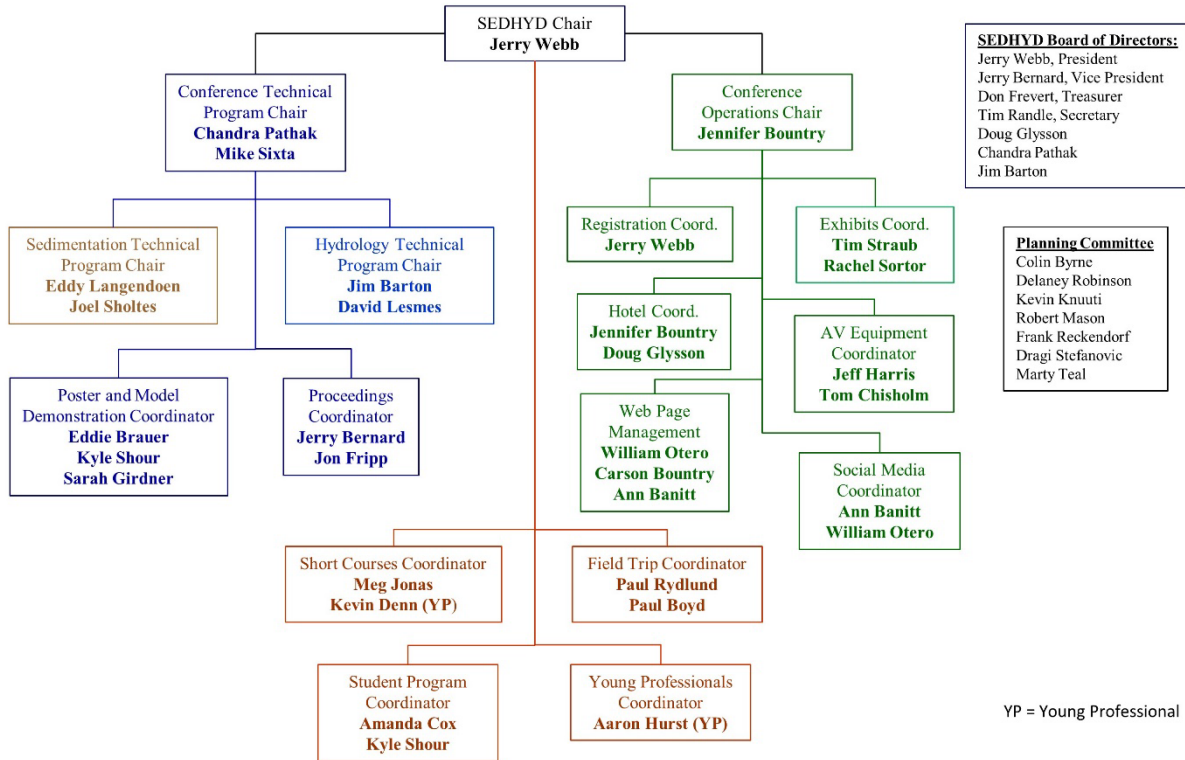 SEDHYD Chair
Jerry Webb
SEDHYD Board of Directors:
Jerry Webb, President
Jerry Bernard, Vice President
Don Frevert, Treasurer
Tim Randle, Secretary
Doug Glysson
Chandra Pathak
Jim Barton
Conference Technical
Program Chair
Chandra Pathak
Mike Sixta
Conference
Operations Chair
Jennifer Bountry
Sedimentation Technical
Program Chair
Eddy Langendoen
Joel Sholtes
Hydrology Technical
Program Chair
Jim Barton
David Lesmes
Registration Coord.
Jerry Webb
Exhibits Coord.
Tim Straub
Rachel Sortor
Planning Committee
Colin Byrne
Delaney Robinson
Kevin Knuuti
Robert Mason
Frank Reckendorf
Dragi Stefanovic
Marty Teal
Hotel Coord.
Jennifer Bountry
Doug Glysson
AV Equipment
Coordinator
Jeff Harris
Tom Chisholm
Poster and Model
Demonstration Coordinator
Eddie Brauer
Kyle Shour
Sarah Girdner
Proceedings
Coordinator
Jerry Bernard
Jon Fripp
Web Page
Management
William Otero
Carson Bountry
Ann Banitt
Social Media
Coordinator
Ann Banitt
William Otero
Short Courses Coordinator
Meg Jonas
Kevin Denn (YP)
Field Trip Coordinator
Paul Rydlund
Paul Boyd
Student Program
Coordinator
Amanda Cox
Kyle Shour
Young Professionals
Coordinator
Aaron Hurst (YP)
YP = Young Professional